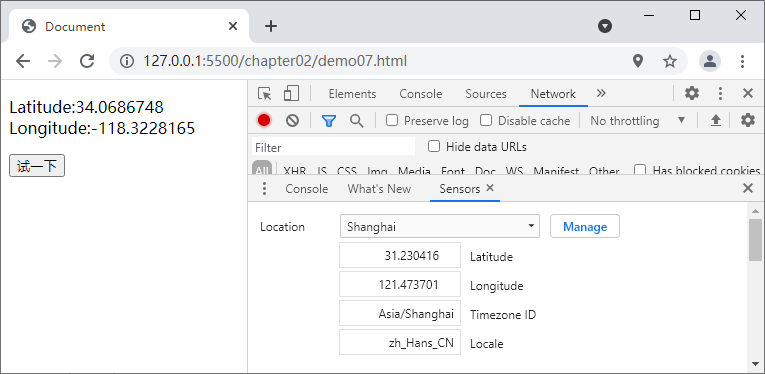 Document
127.0.0.1:5500/chapter02/demo07.html
Latitude:34.0686748
Longitude:-118.3228165
试一下
Elements Console Sources Network
Preserve log Disable cache No throttling
Filter Hide data URLs
All XHR JS CSS Img Media Font Doc WS Manifest Other Has blocked cookies
Console What's New Sensors
Location Shanghai Manage
31.230416 Latitude
121.473701 Longitude
Asia/Shanghai Timezone ID
zh_Hans_CN Locale